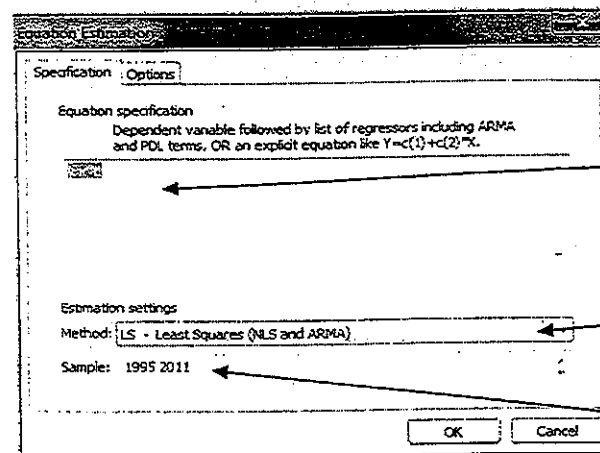 Equation Estimation
Specification Options
Equation specification
Dependent variable followed by list of regressors including ARMA
and PDL terms, OR an explicit equation like Y=c(1)+c(2)*X.
Estimation settings
Method: LS - Least Squares (NLS and ARMA)
Sample: 1995 2011
OK Cancel